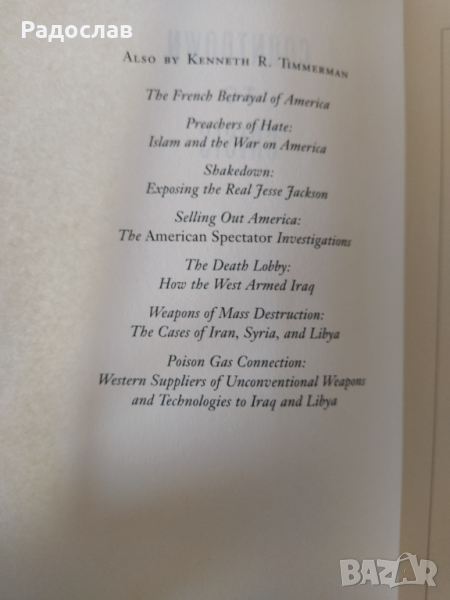 Радослав
ALSO BY KENNETH R. TIMMERMAN
The French Betrayal of America
Preachers of Hate:
Islam and the War on America
Shakedown:
Exposing the Real Jesse Jackson
Selling Out America:
The American Spectator Investigations
The Death Lobby:
How the West Armed Iraq
Weapons of Mass Destruction:
The Cases of Iran, Syria, and Libya
Poison Gas Connection:
Western Suppliers of Unconventional Weapons
and Technologies to Iraq and Libya
BAZAR